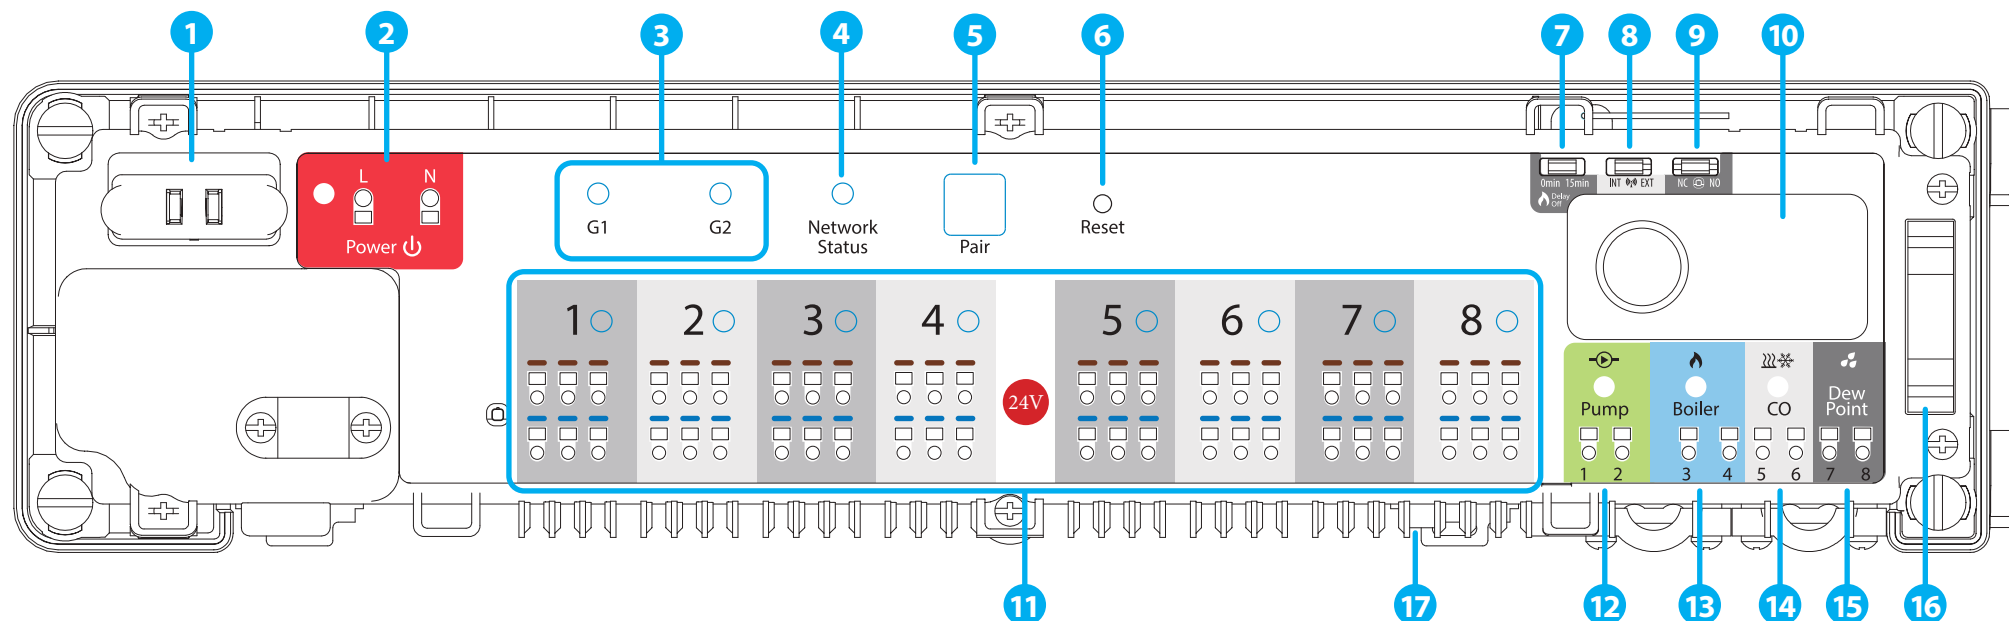 1 2 3 4 5 6 7 8 9 10
L N
Power
G1 G2
Network
Status
Pair
Reset
0min 15min
Delay
Off
INT EXT
NC NO
1 2 3 4 5 6 7 8
24V
Pump Boiler CO Dew
Point
1 2 3 4 5 6 7 8
11 17 12 13 14 15 16